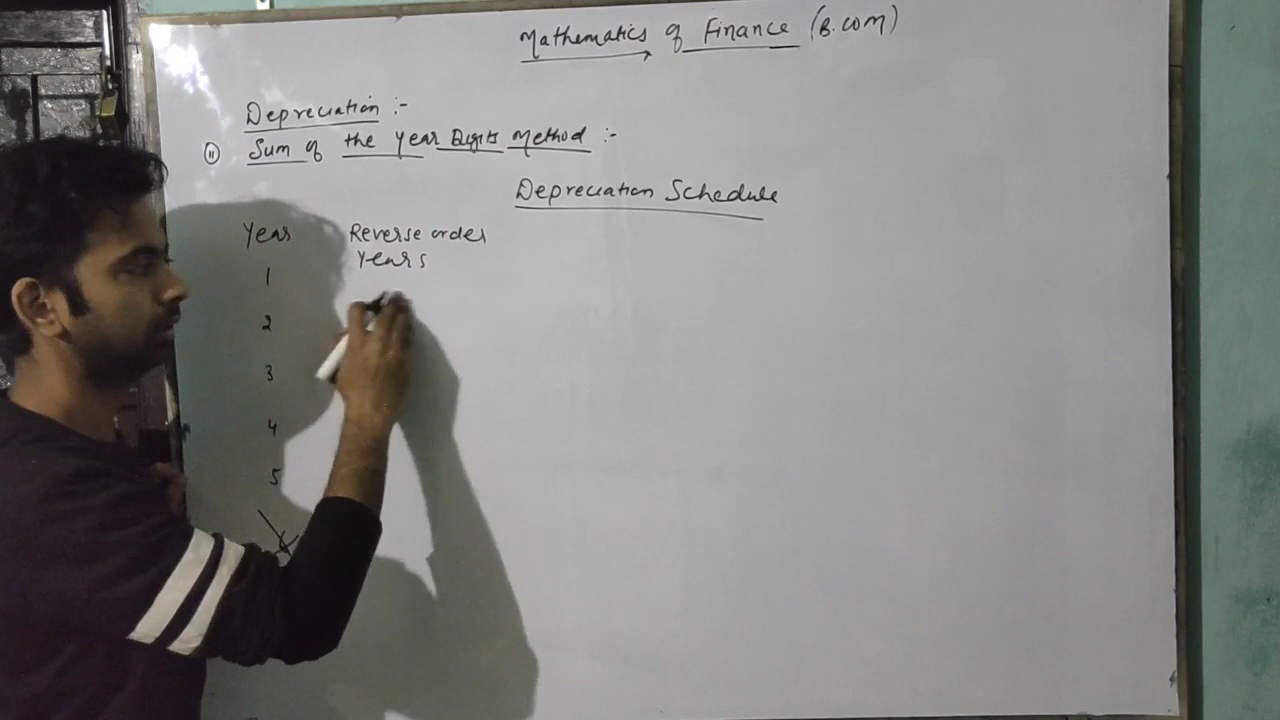 Mathematics of Finance (B.com)
Depreciation :-
(ii) Sum of the Year Digits Method :-
Depreciation Schedule
Year Reverse order
Years
1
2
3
4
5